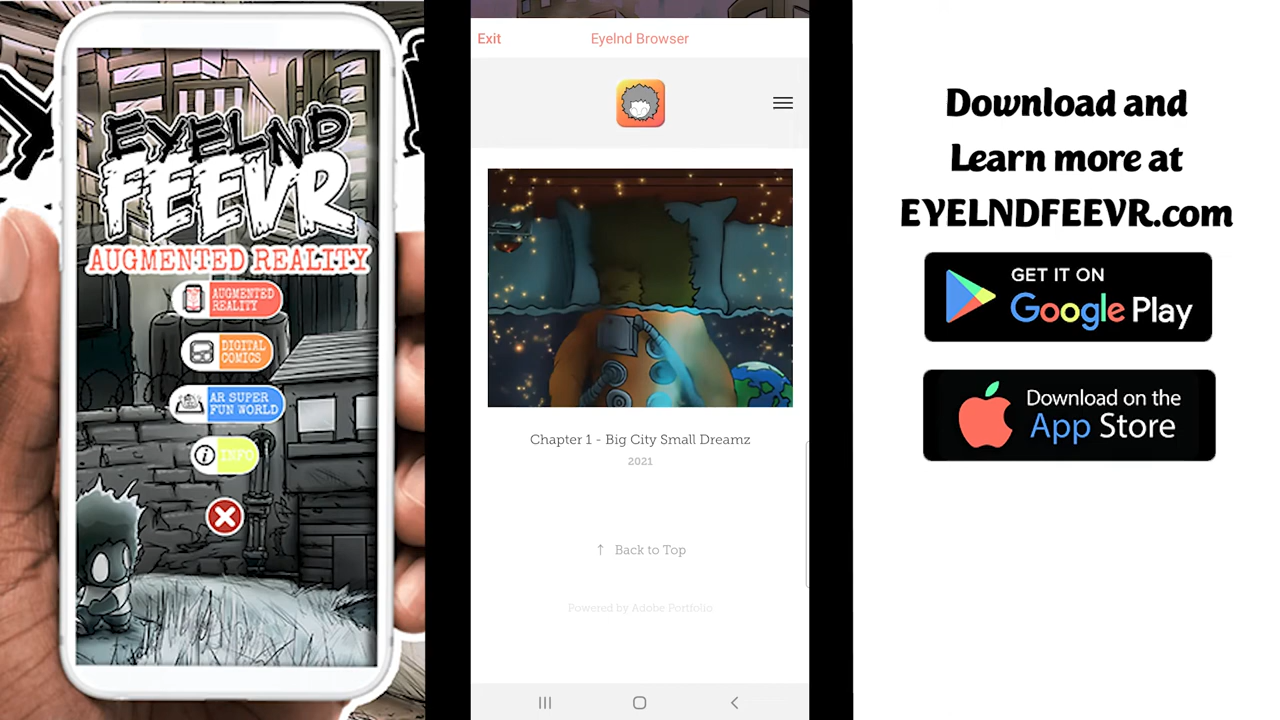 EYELND
FEEVR
AUGMENTED REALITY
AUGMENTED
REALITY
DIGITAL
COMICS
AR SUPER
FUN WORLD
INFO
Exit
Eyelnd Browser
Chapter 1 - Big City Small Dreamz
2021
↑ Back to Top
Powered by Adobe Portfolio
Download and
Learn more at
EYELNDFEEVR.com
GET IT ON
Google Play
Download on the
App Store